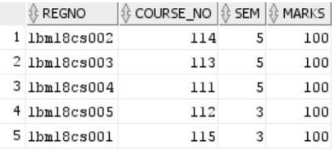 REGNO COURSE_NO SEM MARKS
1 1bm18cs002 114 5 100
2 1bm18cs003 113 5 100
3 1bm18cs004 111 5 100
4 1bm18cs005 112 3 100
5 1bm18cs001 115 3 100